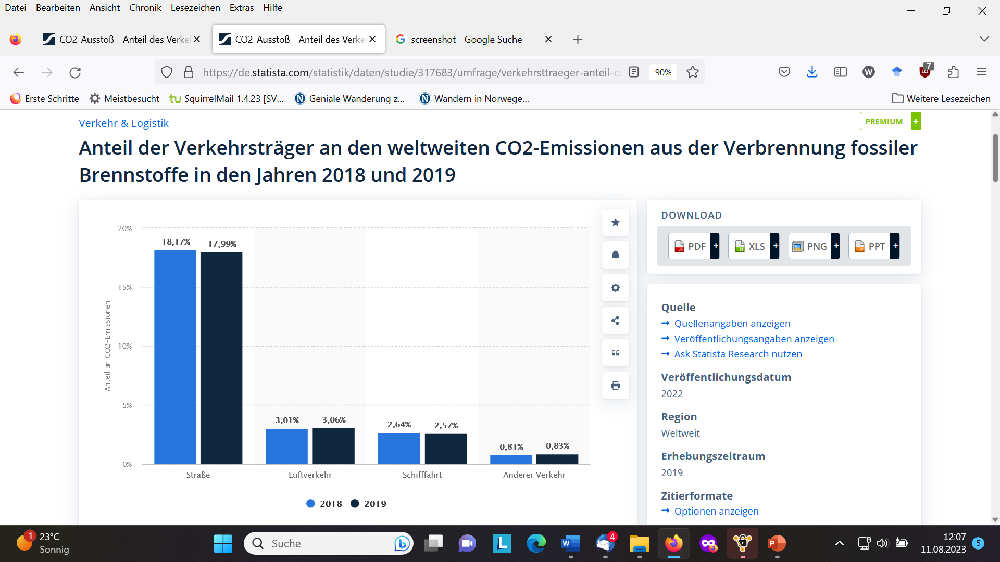 Datei Bearbeiten Ansicht Chronik Lesezeichen Extras Hilfe
CO2-Ausstoß - Anteil des Verke
CO2-Ausstoß - Anteil des Verke
screenshot - Google Suche
https://de.statista.com/statistik/daten/studie/317683/umfrage/verkehrsttraeger-anteil-co
90%
W
7
Erste Schritte
Meistbesucht
SquirrelMail 1.4.23 [SV...
Geniale Wanderung z...
Wandern in Norwege...
Weitere Lesezeichen
Verkehr & Logistik
PREMIUM +
Anteil der Verkehrsträger an den weltweiten CO2-Emissionen aus der Verbrennung fossiler
Brennstoffe in den Jahren 2018 und 2019
Anteil an CO2-Emissionen
20%
15%
10%
5%
0%
18,17%
17,99%
3,01%
3,06%
2,64%
2,57%
0,81%
0,83%
Straße
Luftverkehr
Schifffahrt
Anderer Verkehr
2018
2019
DOWNLOAD
PDF +
XLS +
PNG +
PPT +
Quelle
→ Quellenangaben anzeigen
→ Veröffentlichungsangaben anzeigen
→ Ask Statista Research nutzen
Veröffentlichungsdatum
2022
Region
Weltweit
Erhebungszeitraum
2019
Zitierformate
→ Optionen anzeigen
1
23°C
Sonnig
Suche
L
W
4
P
12:07
11.08.2023
5